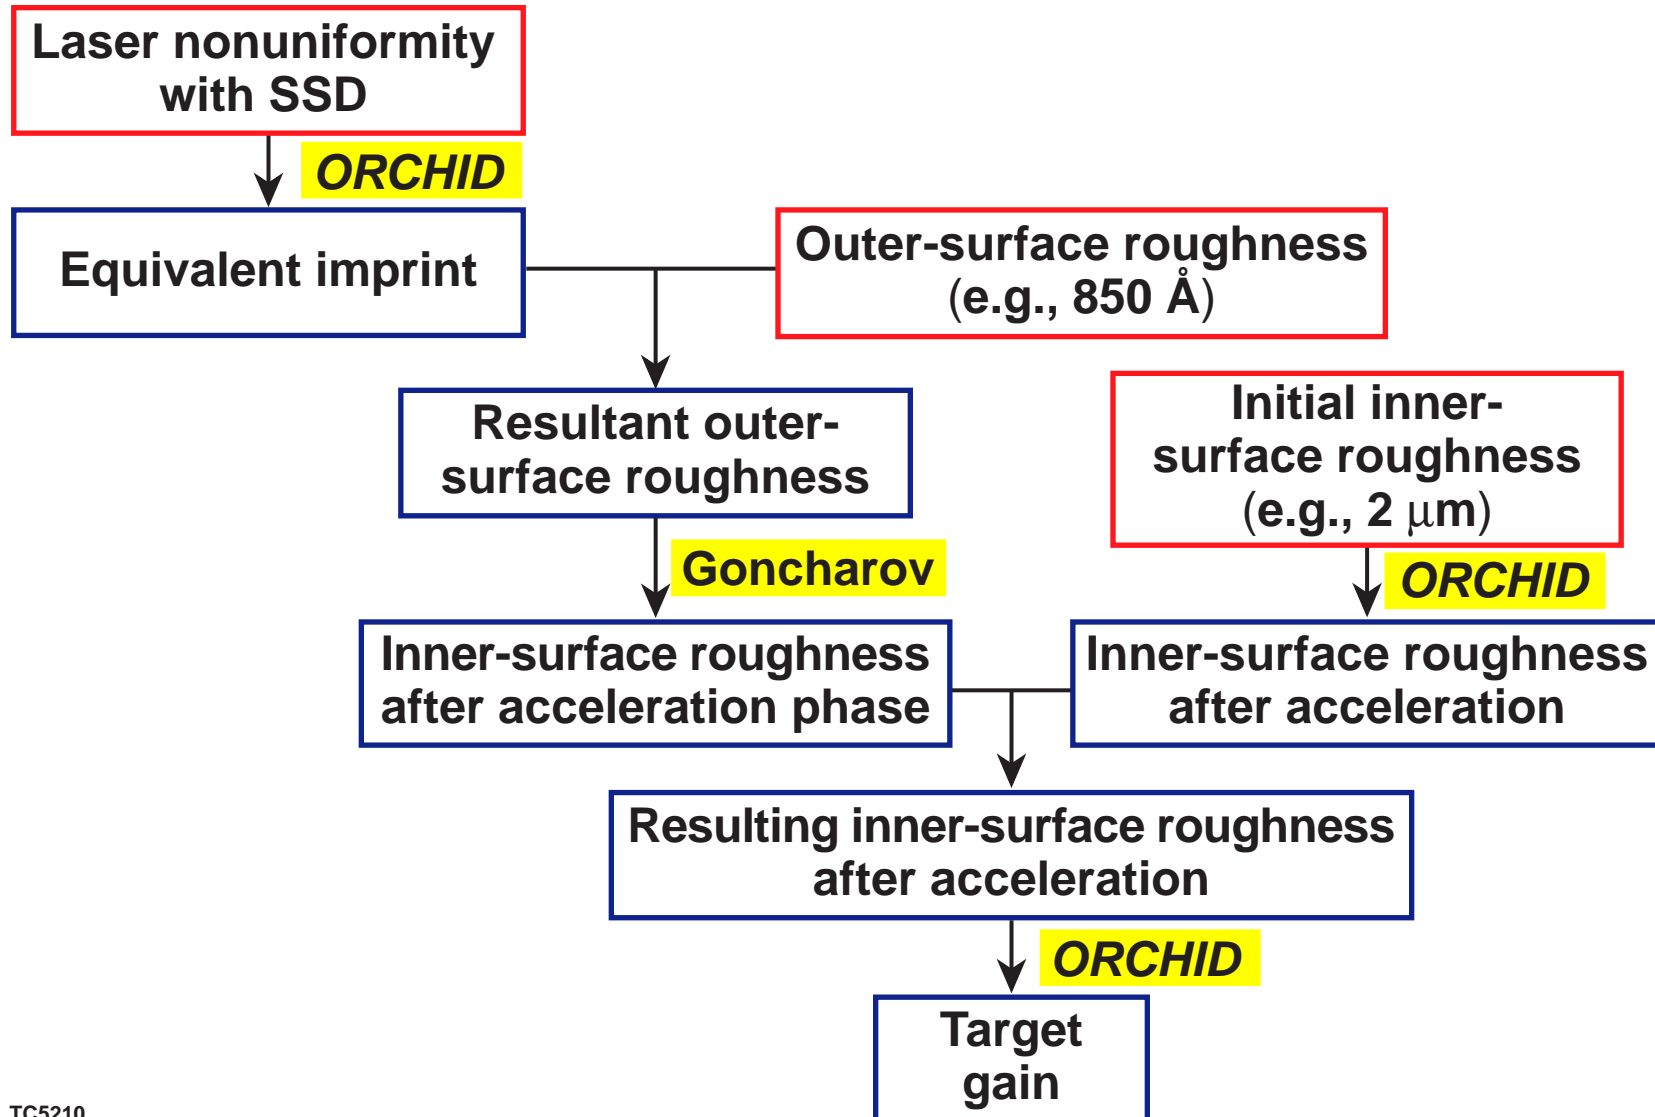 Laser nonuniformity
with SSD
ORCHID
Equivalent imprint
Outer-surface roughness
(e.g., 850 Å)
Resultant outer-
surface roughness
Initial inner-
surface roughness
(e.g., 2 μm)
Goncharov
ORCHID
Inner-surface roughness
after acceleration phase
Inner-surface roughness
after acceleration
Resulting inner-surface roughness
after acceleration
ORCHID
Target
gain
TC5210